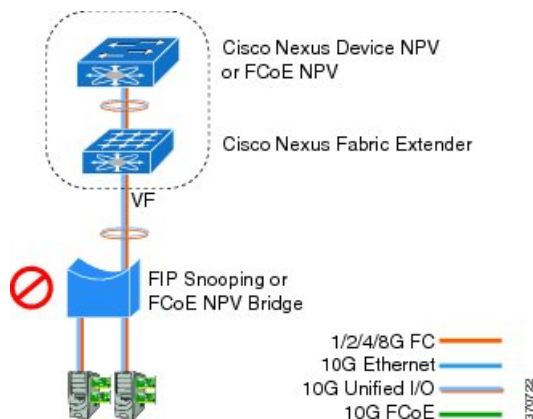 Cisco Nexus Device NPV
or FCoE NPV
Cisco Nexus Fabric Extender
VF
FIP Snooping or
FCoE NPV Bridge
1/2/4/8G FC
10G Ethernet
10G Unified I/O
10G FCoE
370722